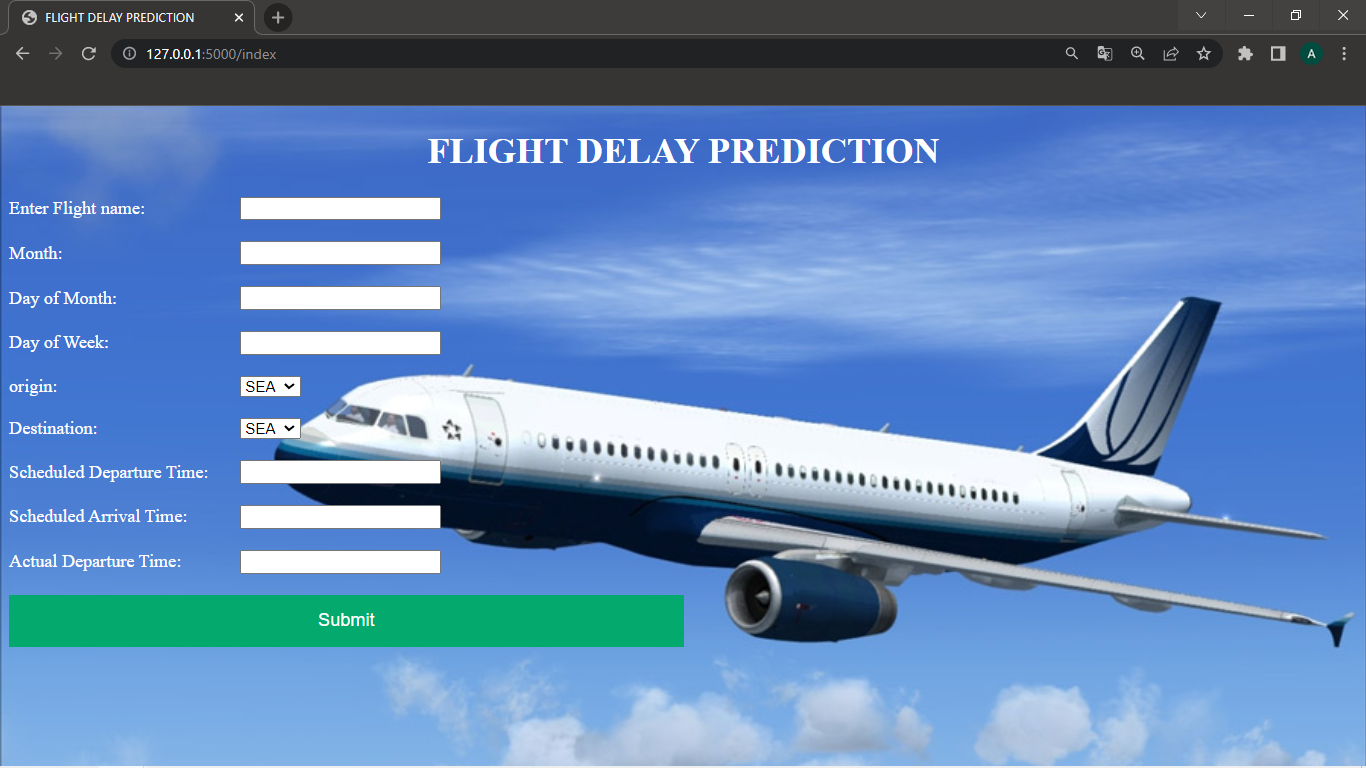 FLIGHT DELAY PREDICTION
127.0.0.1:5000/index
A
FLIGHT DELAY PREDICTION
Enter Flight name:
Month:
Day of Month:
Day of Week:
origin: SEA
Destination: SEA
Scheduled Departure Time:
Scheduled Arrival Time:
Actual Departure Time:
Submit